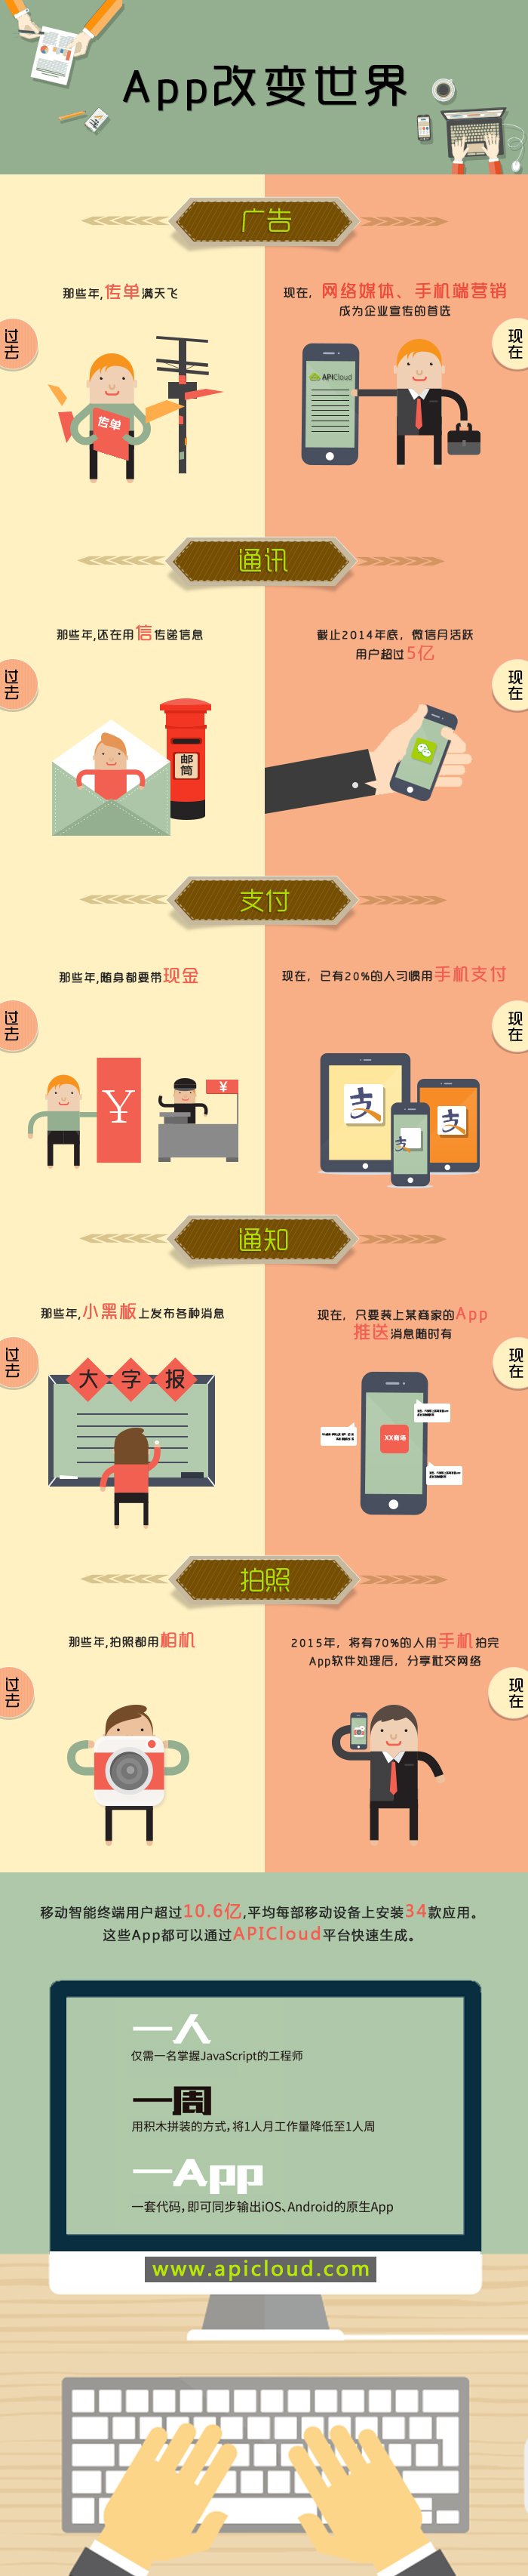 App改变世界
广告
那些年,传单满天飞
现在，网络媒体、手机端营销
成为企业宣传的首选
过去
现在
传单
APICloud
通讯
那些年,还在用信传递信息
截止2014年底，微信月活跃
用户超过5亿
过去
现在
邮筒
支付
那些年,随身都要带现金
现在，已有20%的人习惯用手机支付
过去
现在
¥
¥
支
支
支
通知
那些年,小黑板上发布各种消息
现在，只要装上某商家的App
推送消息随时有
过去
现在
大字报
XX商场
拍照
那些年,拍照都用相机
2015年，将有70%的人用手机拍完
App软件处理后，分享社交网络
过去
现在
移动智能终端用户超过10.6亿,平均每部移动设备上安装34款应用。
这些App都可以通过APICloud平台快速生成。
一人
仅需一名掌握JavaScript的工程师
一周
用积木拼装的方式，将1人月工作量降低至1人周
一App
一套代码，即可同步输出iOS、Android的原生App
www.apicloud.com